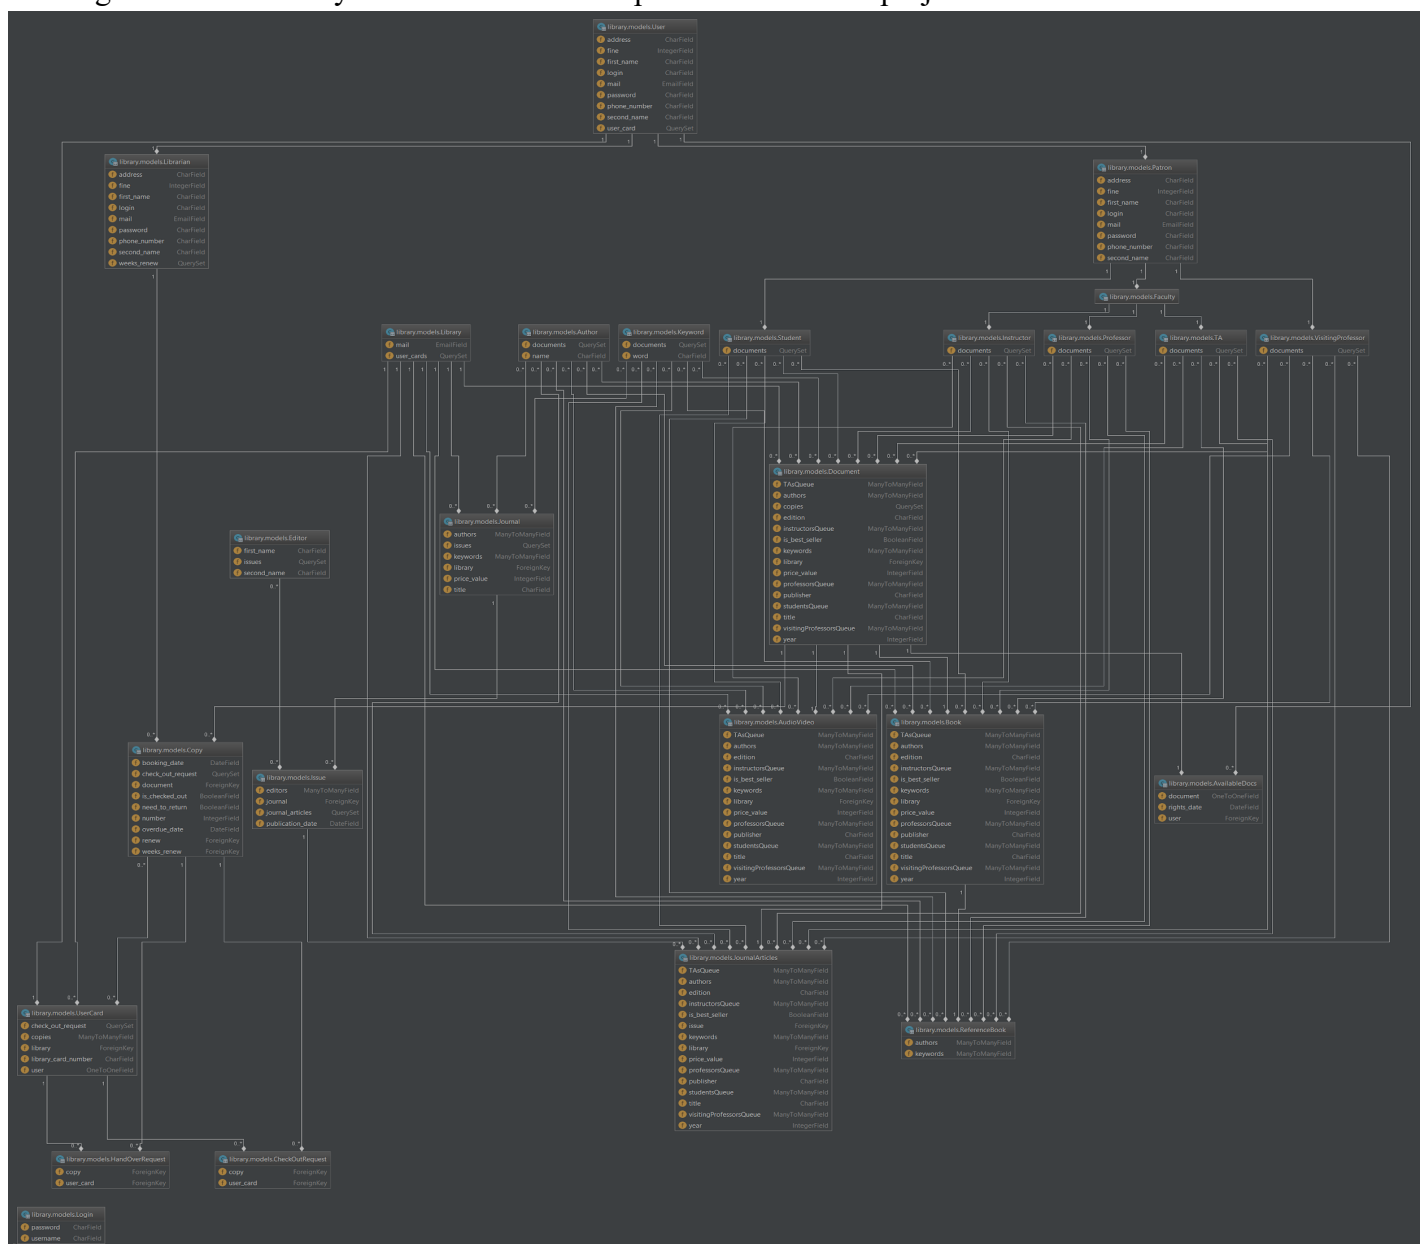 library.models.User
address CharField
fine IntegerField
first_name CharField
login CharField
mail EmailField
password CharField
phone_number CharField
second_name CharField
user_card QuerySet
library.models.Librarian
address CharField
fine IntegerField
first_name CharField
login CharField
mail EmailField
password CharField
phone_number CharField
second_name CharField
weeks_renew QuerySet
library.models.Patron
address CharField
fine IntegerField
first_name CharField
login CharField
mail EmailField
password CharField
phone_number CharField
second_name CharField
library.models.Faculty
library.models.Library
mail EmailField
user_cards QuerySet
library.models.Author
documents QuerySet
name CharField
library.models.Keyword
documents QuerySet
word CharField
library.models.Student
documents QuerySet
library.models.Instructor
documents QuerySet
library.models.Professor
documents QuerySet
library.models.TA
documents QuerySet
library.models.VisitingProfessor
documents QuerySet
library.models.Document
TAsQueue ManyToManyField
authors ManyToManyField
copies QuerySet
edition CharField
instructorsQueue ManyToManyField
is_best_seller BooleanField
keywords ManyToManyField
library ForeignKey
price_value IntegerField
professorsQueue ManyToManyField
publisher CharField
studentsQueue ManyToManyField
title CharField
visitingProfessorsQueue ManyToManyField
year IntegerField
library.models.Journal
authors ManyToManyField
issues QuerySet
keywords ManyToManyField
library ForeignKey
price_value IntegerField
title CharField
library.models.Editor
first_name CharField
issues QuerySet
second_name CharField
library.models.AudioVideo
TAsQueue ManyToManyField
authors ManyToManyField
edition CharField
instructorsQueue ManyToManyField
is_best_seller BooleanField
keywords ManyToManyField
library ForeignKey
price_value IntegerField
professorsQueue ManyToManyField
publisher CharField
studentsQueue ManyToManyField
title CharField
visitingProfessorsQueue ManyToManyField
year IntegerField
library.models.Book
TAsQueue ManyToManyField
authors ManyToManyField
edition CharField
instructorsQueue ManyToManyField
is_best_seller BooleanField
keywords ManyToManyField
library ForeignKey
price_value IntegerField
professorsQueue ManyToManyField
publisher CharField
studentsQueue ManyToManyField
title CharField
visitingProfessorsQueue ManyToManyField
year IntegerField
library.models.Copy
booking_date DateField
check_out_request QuerySet
document ForeignKey
is_checked_out BooleanField
need_to_return BooleanField
number IntegerField
overdue_date DateField
renew ForeignKey
weeks_renew ForeignKey
library.models.Issue
editors ManyToManyField
journal ForeignKey
journal_articles QuerySet
publication_date DateField
library.models.AvailableDocs
document OneToOneField
rights_date DateField
user ForeignKey
library.models.JournalArticles
TAsQueue ManyToManyField
authors ManyToManyField
edition CharField
instructorsQueue ManyToManyField
is_best_seller BooleanField
issue ForeignKey
keywords ManyToManyField
library ForeignKey
price_value IntegerField
professorsQueue ManyToManyField
publisher CharField
studentsQueue ManyToManyField
title CharField
visitingProfessorsQueue ManyToManyField
year IntegerField
library.models.UserCard
check_out_request QuerySet
copies ManyToManyField
library ForeignKey
library_card_number CharField
user OneToOneField
library.models.ReferenceBook
authors ManyToManyField
keywords ManyToManyField
library.models.HandOverRequest
copy ForeignKey
user_card ForeignKey
library.models.CheckOutRequest
copy ForeignKey
user_card ForeignKey
library.models.Login
password CharField
username CharField